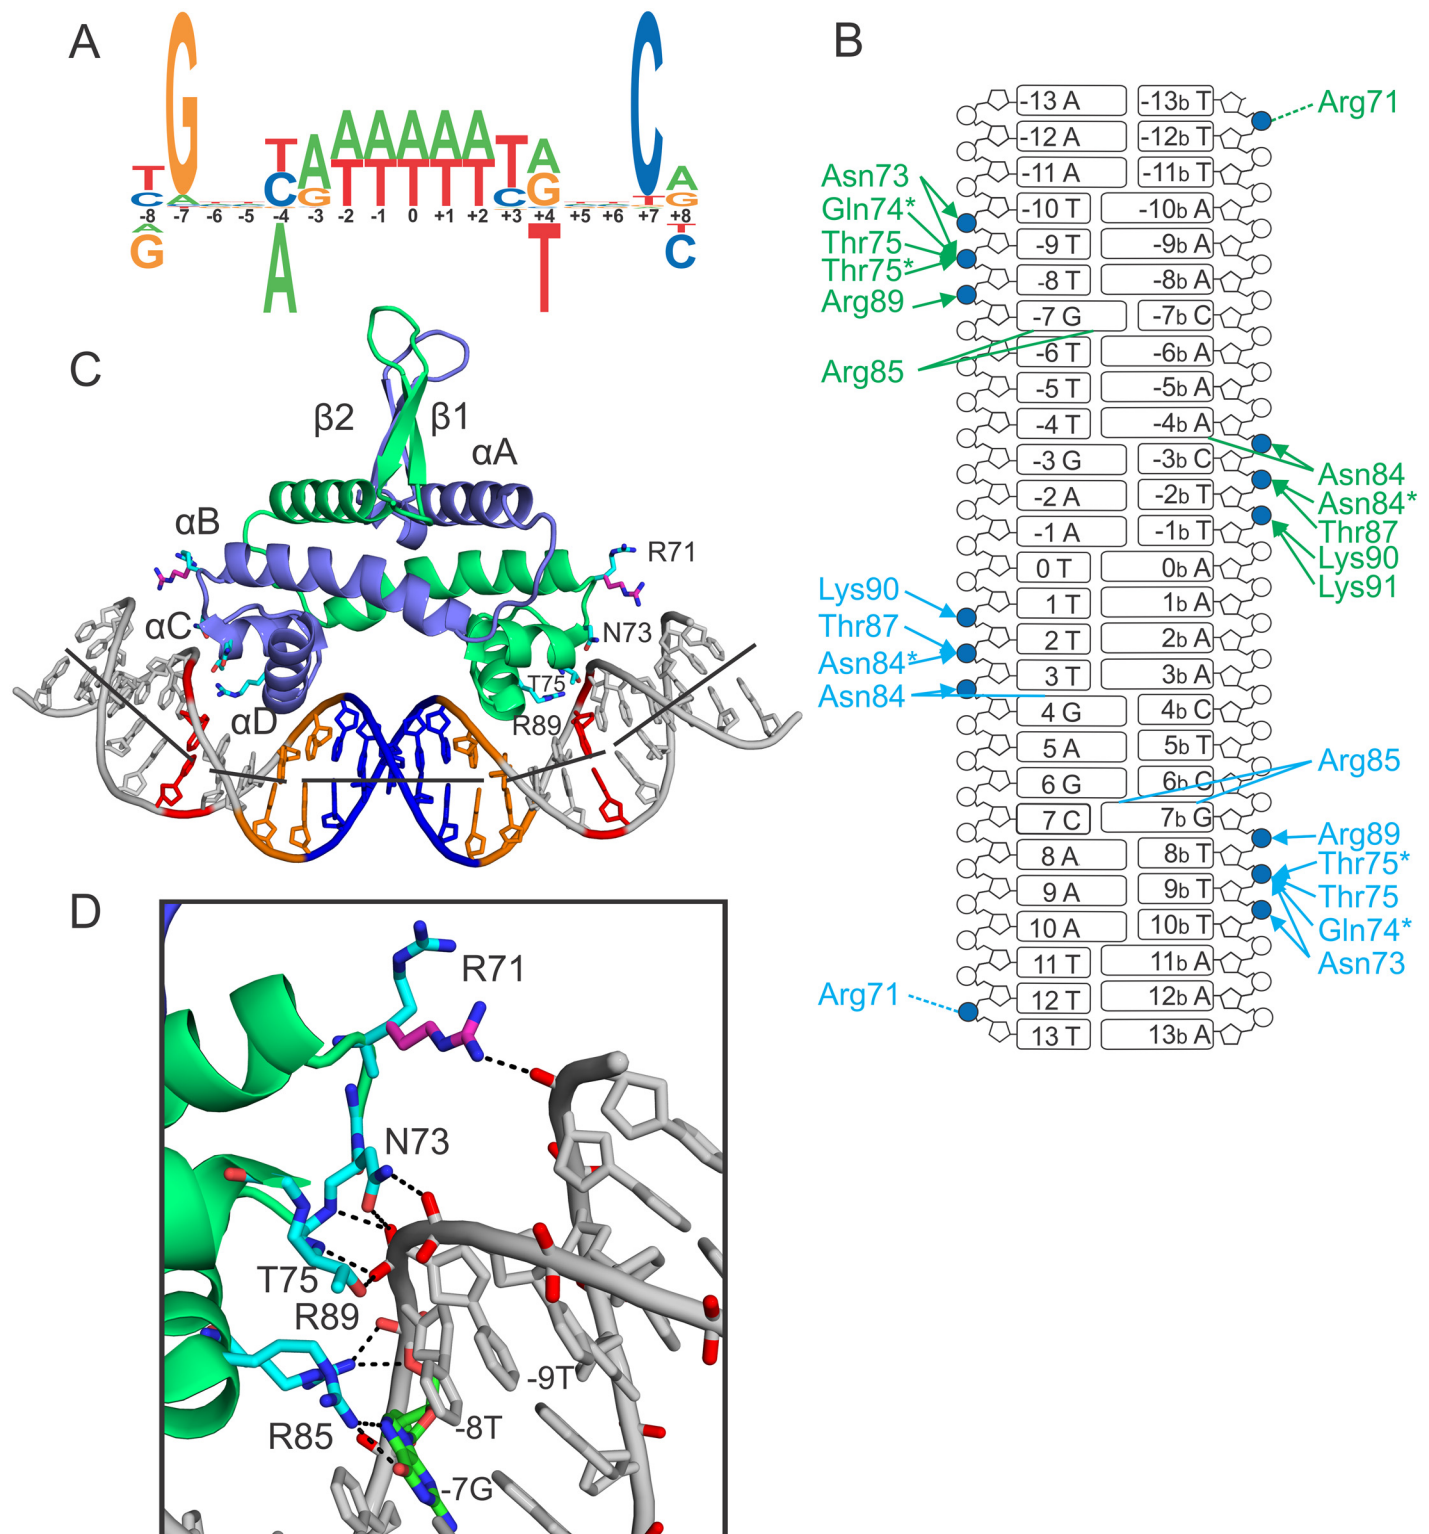 A
G
T
C
A
T
C
A
G
A A A A A
T T T T T
T
C
A
G
C
T
A
G
-8 -7 -6 -5 -4 -3 -2 -1 0 +1 +2 +3 +4 +5 +6 +7 +8
A
G
A
T
T
C
B
-13 A -13b T
-12 A -12b T
-11 A -11b T
-10 T -10b A
-9 T -9b A
-8 T -8b A
-7 G -7b C
-6 T -6b A
-5 T -5b A
-4 T -4b A
-3 G -3b C
-2 A -2b T
-1 A -1b T
0 T 0b A
1 T 1b A
2 T 2b A
3 T 3b A
4 G 4b C
5 A 5b T
6 G 6b C
7 C 7b G
8 A 8b T
9 A 9b T
10 A 10b T
11 T 11b A
12 T 12b A
13 T 13b A
Arg71
Asn73
Gln74*
Thr75
Thr75*
Arg89
Arg85
Asn84
Asn84*
Thr87
Lys90
Lys91
Lys90
Thr87
Asn84*
Asn84
Arg85
Arg89
Thr75*
Thr75
Gln74*
Asn73
Arg71
C
β2
β1
αA
αB
R71
αC
N73
T75
αD
R89
D
R71
N73
T75
R89
-9T
-8T
R85
-7G